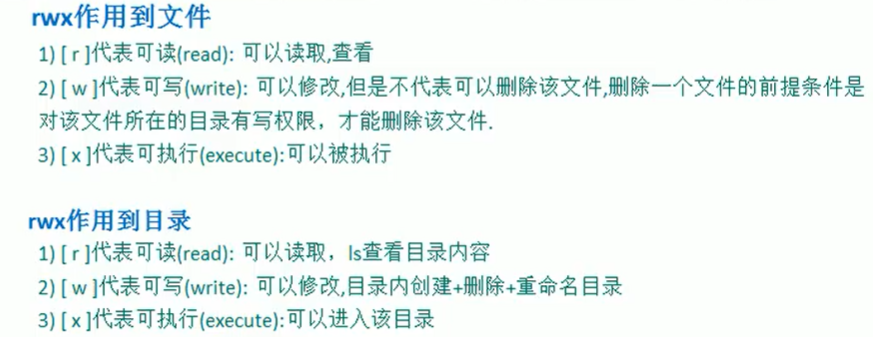 rwx作用到文件
1) [ r ]代表可读(read): 可以读取,查看
2) [ w ]代表可写(write): 可以修改,但是不代表可以删除该文件,删除一个文件的前提条件是
对该文件所在的目录有写权限，才能删除该文件.
3) [ x ]代表可执行(execute):可以被执行
rwx作用到目录
1) [ r ]代表可读(read): 可以读取，ls查看目录内容
2) [ w ]代表可写(write): 可以修改,目录内创建+删除+重命名目录
3) [ x ]代表可执行(execute):可以进入该目录